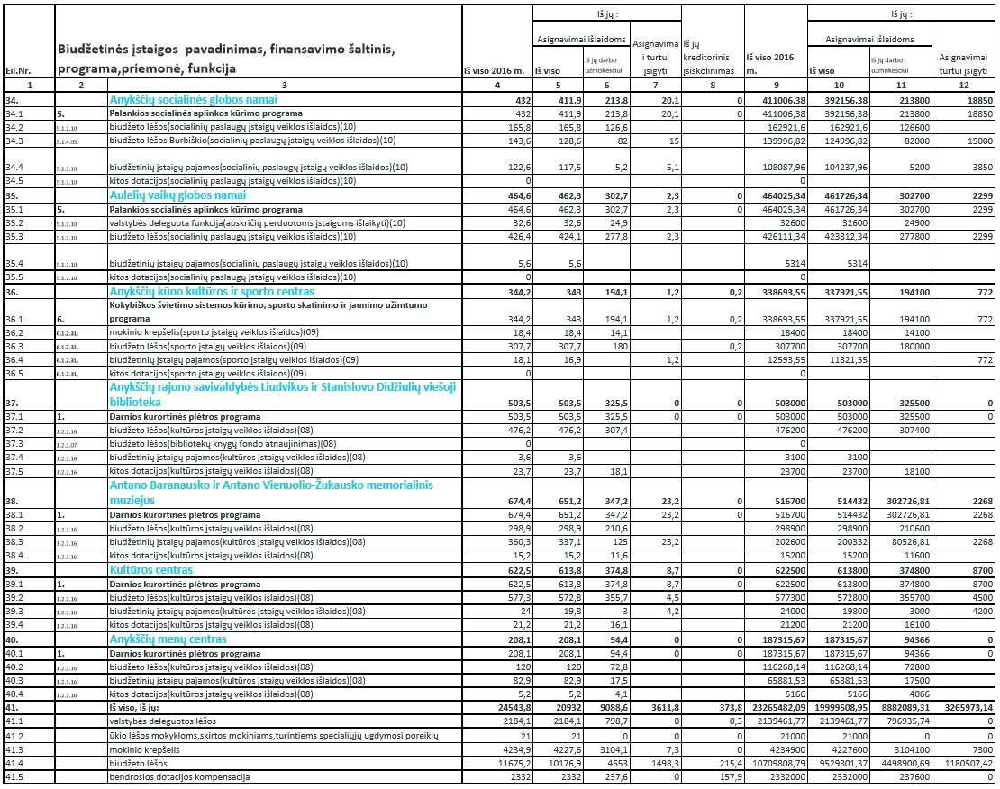 Iš jų : Iš jų :
Asignavimai išlaidoms Asignavimai išlaidoms
Eil.Nr. Biudžetinės įstaigos pavadinimas, finansavimo šaltinis, programa,priemonė, funkcija Iš viso 2016 m. Iš viso iš jų darbo užmokesčiui Asignavima i turtui įsigyti Iš jų kreditorinis įsiskolinimas Iš viso 2016 m. Iš viso iš jų darbo užmokesčiui Asignavimai turtui įsigyti
1 2 3 4 5 6 7 8 9 10 11 12
34. Anykščių socialinės globos namai 432 411,9 213,8 20,1 0 411006,38 392156,38 213800 18850
34.1 5. Palankios socialinės aplinkos kūrimo programa 432 411,9 213,8 20,1 0 411006,38 392156,38 213800 18850
34.2 5.1.1.10 biudžeto lėšos(socialinių paslaugų įstaigų veiklos išlaidos)(10) 165,8 165,8 126,6 162921,6 162921,6 126600
34.3 5.1.4.03. biudžeto lėšos Burbiškio(socialinių paslaugų įstaigų veiklos išlaidos)(10) 143,6 128,6 82 15 139996,82 124996,82 82000 15000
34.4 5.1.1.10 biudžetinių įstaigų pajamos(socialinių paslaugų įstaigų veiklos išlaidos)(10) 122,6 117,5 5,2 5,1 108087,96 104237,96 5200 3850
34.5 5.1.1.10 kitos dotacijos(socialinių paslaugų įstaigų veiklos išlaidos)(10) 0 0
35. Aulelių vaikų globos namai 464,6 462,3 302,7 2,3 0 464025,34 461726,34 302700 2299
35.1 5. Palankios socialinės aplinkos kūrimo programa 464,6 462,3 302,7 2,3 0 464025,34 461726,34 302700 2299
35.2 5.1.1.10 valstybės deleguota funkcija(apskričių perduotoms įstaigoms išlaikyti)(10) 32,6 32,6 24,9 32600 32600 24900
35.3 5.1.1.10 biudžeto lėšos(socialinių paslaugų įstaigų veiklos išlaidos)(10) 426,4 424,1 277,8 2,3 426111,34 423812,34 277800 2299
35.4 5.1.1.10 biudžetinių įstaigų pajamos(socialinių paslaugų įstaigų veiklos išlaidos)(10) 5,6 5,6 5314 5314
35.5 5.1.1.10 kitos dotacijos(socialinių paslaugų įstaigų veiklos išlaidos)(10) 0 0
36. Anykščių kūno kultūros ir sporto centras 344,2 343 194,1 1,2 0,2 338693,55 337921,55 194100 772
Kokybiškos švietimo sistemos kūrimo, sporto skatinimo ir jaunimo užimtumo
36.1 6. programa 344,2 343 194,1 1,2 0,2 338693,55 337921,55 194100 772
36.2 6.1.2.31. mokinio krepšelis(sporto įstaigų veiklos išlaidos)(09) 18,4 18,4 14,1 18400 18400 14100
36.3 6.1.2.31. biudžeto lėšos(sporto įstaigų veiklos išlaidos)(09) 307,7 307,7 180 0,2 307700 307700 180000
36.4 6.1.2.31. biudžetinių įstaigų pajamos(sporto įstaigų veiklos išlaidos)(09) 18,1 16,9 1,2 12593,55 11821,55 772
36.5 6.1.2.31. kitos dotacijos(sporto įstaigų veiklos išlaidos)(09) 0 0
Anykščių rajono savivaldybės Liudvikos ir Stanislovo Didžiulių viešoji
37. biblioteka 503,5 503,5 325,5 0 0 503000 503000 325500 0
37.1 1. Darnios kurortinės plėtros programa 503,5 503,5 325,5 0 0 503000 503000 325500 0
37.2 1.2.1.16 biudžeto lėšos(kultūros įstaigų veiklos išlaidos)(08) 476,2 476,2 307,4 476200 476200 307400
37.3 1.2.1.07 biudžeto lėšos(bibliotekų knygų fondo atnaujinimas)(08) 0 0
37.4 1.2.1.16 biudžetinių įstaigų pajamos(kultūros įstaigų veiklos išlaidos)(08) 3,6 3,6 3100 3100
37.5 1.2.1.16 kitos dotacijos(kultūros įstaigų veiklos išlaidos)(08) 23,7 23,7 18,1 23700 23700 18100
Antano Baranausko ir Antano Vienuolio-Žukausko memorialinis
38. muziejus 674,4 651,2 347,2 23,2 0 516700 514432 302726,81 2268
38.1 1. Darnios kurortinės plėtros programa 674,4 651,2 347,2 23,2 0 516700 514432 302726,81 2268
38.2 1.2.1.16 biudžeto lėšos(kultūros įstaigų veiklos išlaidos)(08) 298,9 298,9 210,6 298900 298900 210600
38.3 1.2.1.16 biudžetinių įstaigų pajamos(kultūros įstaigų veiklos išlaidos)(08) 360,3 337,1 125 23,2 202600 200332 80526,81 2268
38.4 1.2.1.16 kitos dotacijos(kultūros įstaigų veiklos išlaidos)(08) 15,2 15,2 11,6 15200 15200 11600
39. Kultūros centras 622,5 613,8 374,8 8,7 0 622500 613800 374800 8700
39.1 1. Darnios kurortinės plėtros programa 622,5 613,8 374,8 8,7 0 622500 613800 374800 8700
39.2 1.2.1.16 biudžeto lėšos(kultūros įstaigų veiklos išlaidos)(08) 577,3 572,8 355,7 4,5 577300 572800 355700 4500
39.3 1.2.1.16 biudžetinių įstaigų pajamos(kultūros įstaigų veiklos išlaidos)(08) 24 19,8 3 4,2 24000 19800 3000 4200
39.4 1.2.1.16 kitos dotacijos(kultūros įstaigų veiklos išlaidos)(08) 21,2 21,2 16,1 21200 21200 16100
40. Anykščių menų centras 208,1 208,1 94,4 0 0 187315,67 187315,67 94366 0
40.1 1. Darnios kurortinės plėtros programa 208,1 208,1 94,4 0 0 187315,67 187315,67 94366 0
40.2 1.2.1.16 biudžeto lėšos(kultūros įstaigų veiklos išlaidos)(08) 120 120 72,8 116268,14 116268,14 72800
40.3 1.2.1.16 biudžetinių įstaigų pajamos(kultūros įstaigų veiklos išlaidos)(08) 82,9 82,9 17,5 65881,53 65881,53 17500
40.4 1.2.1.16 kitos dotacijos(kultūros įstaigų veiklos išlaidos)(08) 5,2 5,2 4,1 5166 5166 4066
41. Iš viso, iš jų: 24543,8 20932 9088,6 3611,8 373,8 23265482,09 19999508,95 8882089,31 3265973,14
41.1 valstybės deleguotos lėšos 2184,1 2184,1 798,7 0 0,3 2139461,77 2139461,77 796935,74 0
41.2 ūkio lėšos mokykloms,skirtos mokiniams,turintiems specialiųjų ugdymosi poreikių 21 21 0 0 21000 21000 0 0
41.3 mokinio krepšelis 4234,9 4227,6 3104,1 7,3 0 4234900 4227600 3104100 7300
41.4 biudžeto lėšos 11675,2 10176,9 4653 1498,3 215,4 10709808,79 9529301,37 4498900,69 1180507,42
41.5 bendrosios dotacijos kompensacija 2332 2332 237,6 0 157,9 2332000 2332000 237600 0